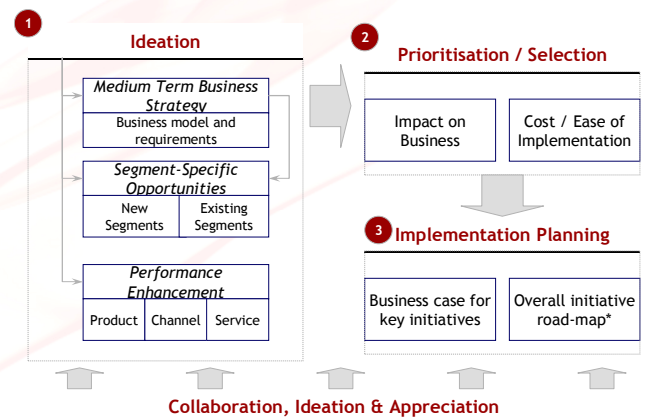 1
Ideation
Medium Term Business
Strategy
Business model and
requirements
Segment-Specific
Opportunities
New
Segments
Existing
Segments
Performance
Enhancement
Product
Channel
Service
2
Prioritisation / Selection
Impact on
Business
Cost / Ease of
Implementation
3
Implementation Planning
Business case for
key initiatives
Overall initiative
road-map*
Collaboration, Ideation & Appreciation